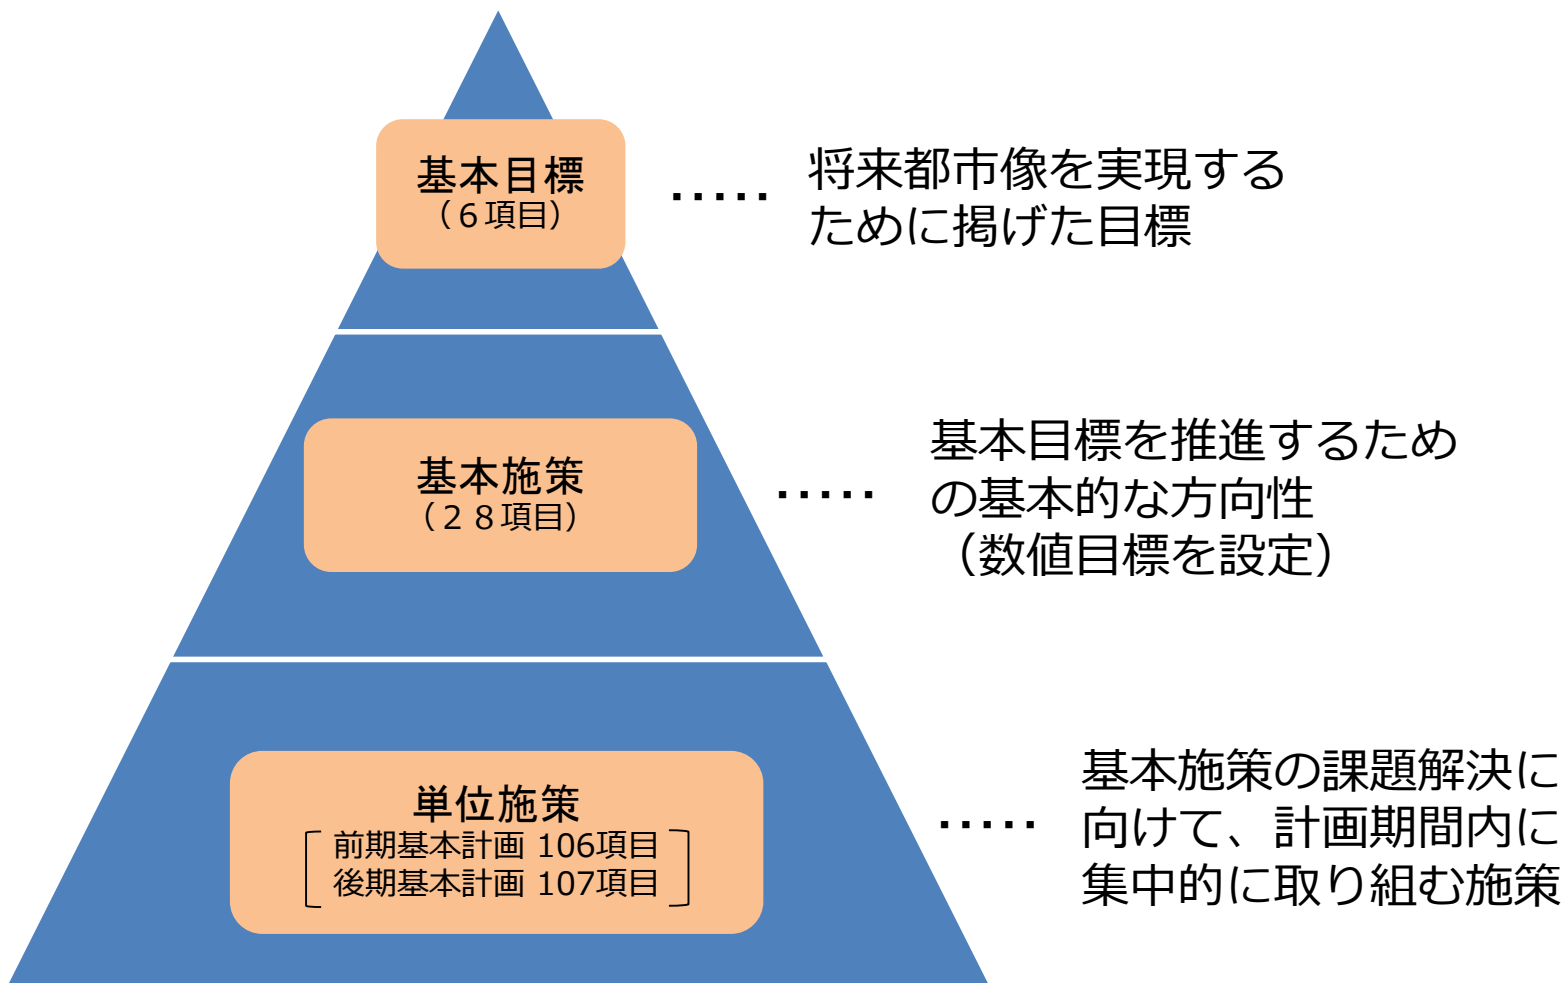 基本目標
（６項目）
・・・・・
将来都市像を実現する
ために掲げた目標
基本施策
（２８項目）
・・・・・
基本目標を推進するため
の基本的な方向性
（数値目標を設定）
単位施策
前期基本計画 106項目
後期基本計画 107項目
・・・・・
基本施策の課題解決に
向けて、計画期間内に
集中的に取り組む施策